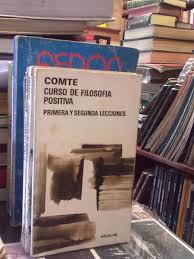 COMTE
CURSO DE FILOSOFIA
POSITIVA
PRIMERA Y SEGUNDA LECCIONES
AGUILAR